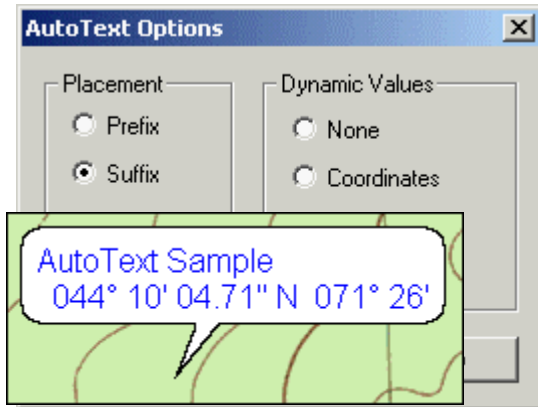 AutoText Options
Placement
Prefix
Suffix
Dynamic Values
None
Coordinates
AutoText Sample
044° 10' 04.71" N 071° 26'